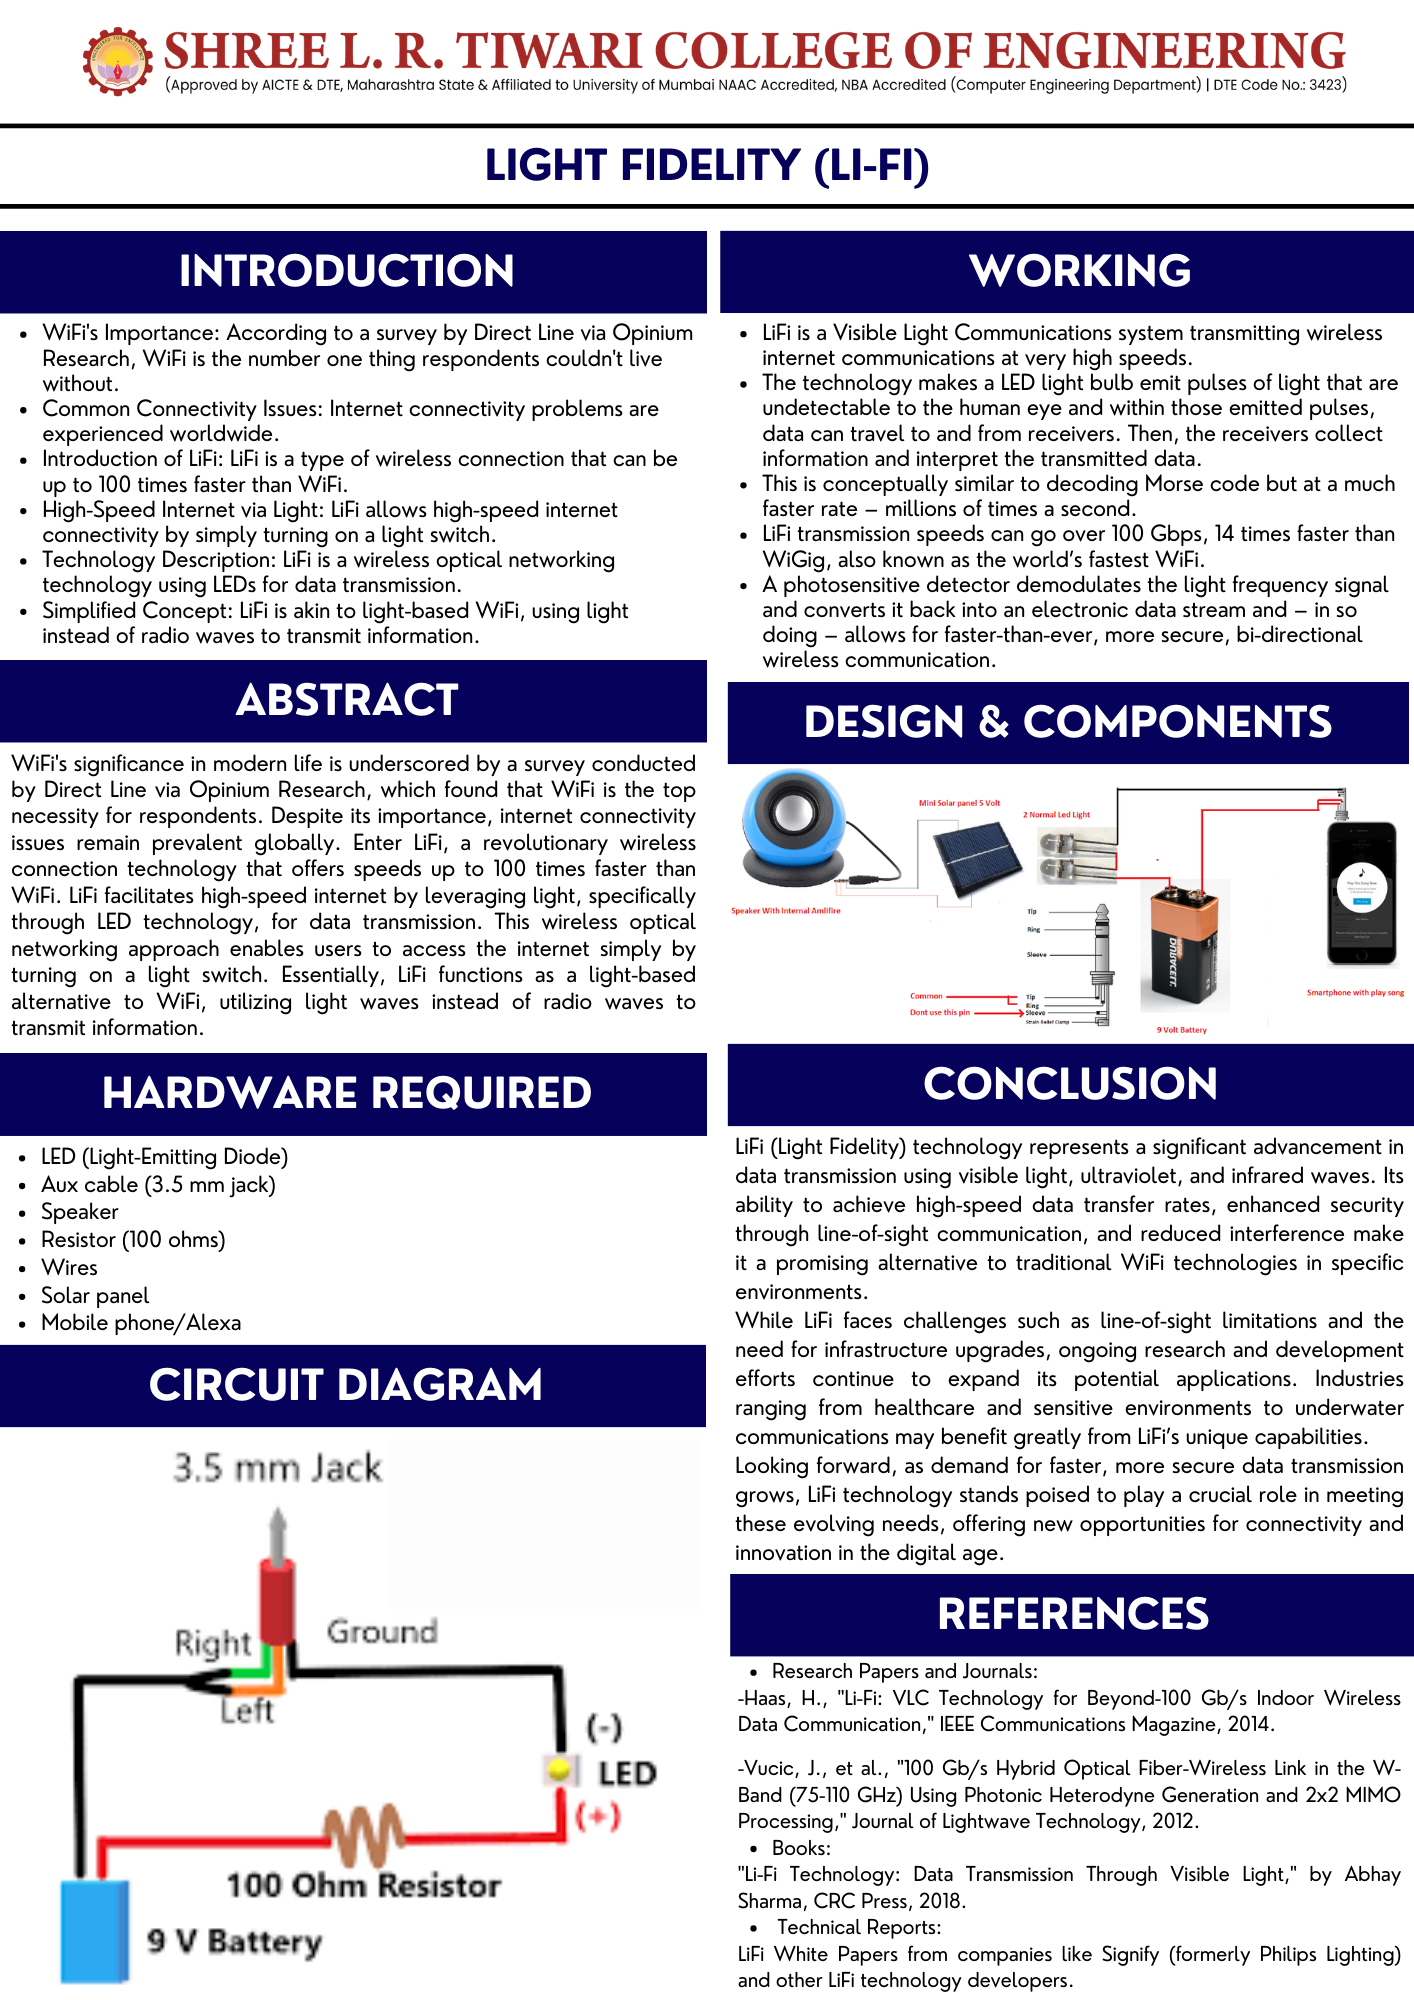 SHREE L. R. TIWARI COLLEGE OF ENGINEERING
(Approved by AICTE & DTE, Maharashtra State & Affiliated to University of Mumbai NAAC Accredited, NBA Accredited (Computer Engineering Department) | DTE Code No.: 3423)
LIGHT FIDELITY (LI-FI)
INTRODUCTION
• WiFi's Importance: According to a survey by Direct Line via Opinium
Research, WiFi is the number one thing respondents couldn't live
without.
• Common Connectivity Issues: Internet connectivity problems are
experienced worldwide.
• Introduction of LiFi: LiFi is a type of wireless connection that can be
up to 100 times faster than WiFi.
• High-Speed Internet via Light: LiFi allows high-speed internet
connectivity by simply turning on a light switch.
• Technology Description: LiFi is a wireless optical networking
technology using LEDs for data transmission.
• Simplified Concept: LiFi is akin to light-based WiFi, using light
instead of radio waves to transmit information.
ABSTRACT
WiFi's significance in modern life is underscored by a survey conducted
by Direct Line via Opinium Research, which found that WiFi is the top
necessity for respondents. Despite its importance, internet connectivity
issues remain prevalent globally. Enter LiFi, a revolutionary wireless
connection technology that offers speeds up to 100 times faster than
WiFi. LiFi facilitates high-speed internet by leveraging light, specifically
through LED technology, for data transmission. This wireless optical
networking approach enables users to access the internet simply by
turning on a light switch. Essentially, LiFi functions as a light-based
alternative to WiFi, utilizing light waves instead of radio waves to
transmit information.
HARDWARE REQUIRED
• LED (Light-Emitting Diode)
• Aux cable (3.5 mm jack)
• Speaker
• Resistor (100 ohms)
• Wires
• Solar panel
• Mobile phone/Alexa
CIRCUIT DIAGRAM
3.5 mm Jack
Right
Ground
Left
(-)
LED
(+)
100 Ohm Resistor
9 V Battery
WORKING
• LiFi is a Visible Light Communications system transmitting wireless
internet communications at very high speeds.
• The technology makes a LED light bulb emit pulses of light that are
undetectable to the human eye and within those emitted pulses,
data can travel to and from receivers. Then, the receivers collect
information and interpret the transmitted data.
• This is conceptually similar to decoding Morse code but at a much
faster rate – millions of times a second.
• LiFi transmission speeds can go over 100 Gbps, 14 times faster than
WiGig, also known as the world’s fastest WiFi.
• A photosensitive detector demodulates the light frequency signal
and converts it back into an electronic data stream and – in so
doing – allows for faster-than-ever, more secure, bi-directional
wireless communication.
DESIGN & COMPONENTS
Mini Solar panel 5 Volt
2 Normal Led Light
Speaker With Internal Amlifire
Tip
Ring
Sleeve
Common
Dont use this pin
Tip
Ring
Sleeve
Strain Relief Clamp
DURACELL
9 Volt Battery
Play This Song Now
Smartphone with play song
CONCLUSION
LiFi (Light Fidelity) technology represents a significant advancement in
data transmission using visible light, ultraviolet, and infrared waves. Its
ability to achieve high-speed data transfer rates, enhanced security
through line-of-sight communication, and reduced interference make
it a promising alternative to traditional WiFi technologies in specific
environments.
While LiFi faces challenges such as line-of-sight limitations and the
need for infrastructure upgrades, ongoing research and development
efforts continue to expand its potential applications. Industries
ranging from healthcare and sensitive environments to underwater
communications may benefit greatly from LiFi’s unique capabilities.
Looking forward, as demand for faster, more secure data transmission
grows, LiFi technology stands poised to play a crucial role in meeting
these evolving needs, offering new opportunities for connectivity and
innovation in the digital age.
REFERENCES
• Research Papers and Journals:
-Haas, H., "Li-Fi: VLC Technology for Beyond-100 Gb/s Indoor Wireless
Data Communication," IEEE Communications Magazine, 2014.
-Vucic, J., et al., "100 Gb/s Hybrid Optical Fiber-Wireless Link in the W-
Band (75-110 GHz) Using Photonic Heterodyne Generation and 2x2 MIMO
Processing," Journal of Lightwave Technology, 2012.
• Books:
"Li-Fi Technology: Data Transmission Through Visible Light," by Abhay
Sharma, CRC Press, 2018.
• Technical Reports:
LiFi White Papers from companies like Signify (formerly Philips Lighting)
and other LiFi technology developers.